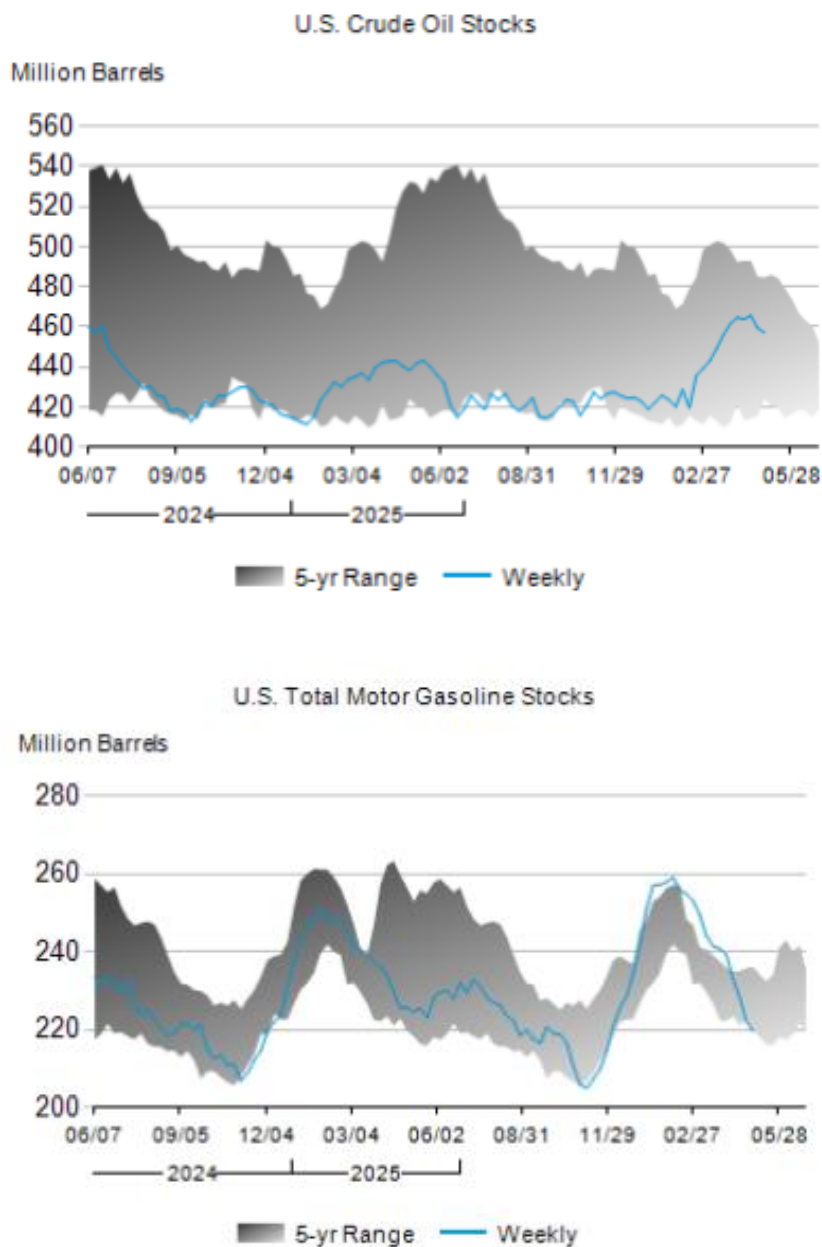 U.S. Crude Oil Stocks
Million Barrels
560
540
520
500
480
460
440
420
400
06/07 09/05 12/04 03/04 06/02 08/31 11/29 02/27 05/28
2024 2025
5-yr Range Weekly
U.S. Total Motor Gasoline Stocks
Million Barrels
280
260
240
220
200
06/07 09/05 12/04 03/04 06/02 08/31 11/29 02/27 05/28
2024 2025
5-yr Range Weekly